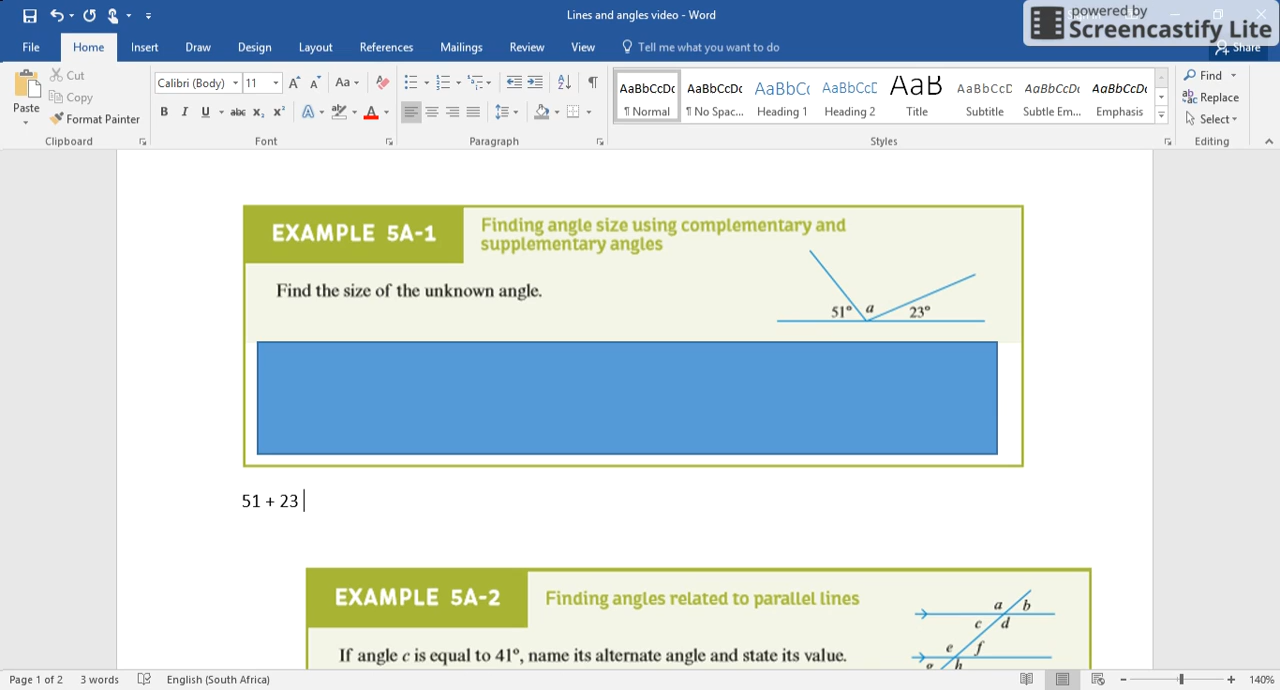 Lines and angles video - Word
powered by
Screencastify Lite
File Home Insert Draw Design Layout References Mailings Review View Tell me what you want to do Share
Paste
Cut
Copy
Format Painter
Clipboard
Calibri (Body) 11 Aa
B I U abc x₂ x² A A
Font
Paragraph
AaBbCcDc AaBbCcDc AaBbCc AaBbCcD AaB AaBbCcD AaBbCcDc AaBbCcDc
¶ Normal ¶ No Spac... Heading 1 Heading 2 Title Subtitle Subtle Em... Emphasis
Styles
Find
Replace
Select
Editing
EXAMPLE 5A-1
Finding angle size using complementary and
supplementary angles
Find the size of the unknown angle.
51° a 23°
51 + 23
EXAMPLE 5A-2
Finding angles related to parallel lines
a b
c d
If angle c is equal to 41°, name its alternate angle and state its value.
e f
g h
Page 1 of 2 3 words English (South Africa) 140%